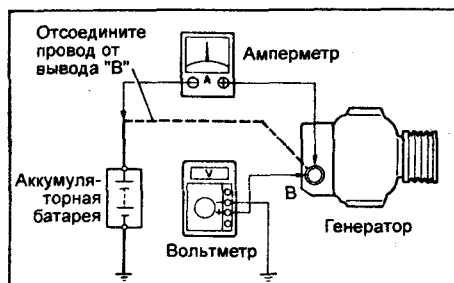 Отсоедините
провод от
вывода "В"
Амперметр
А
Аккумуля-
торная
батарея
V
В
Вольтметр
Генератор